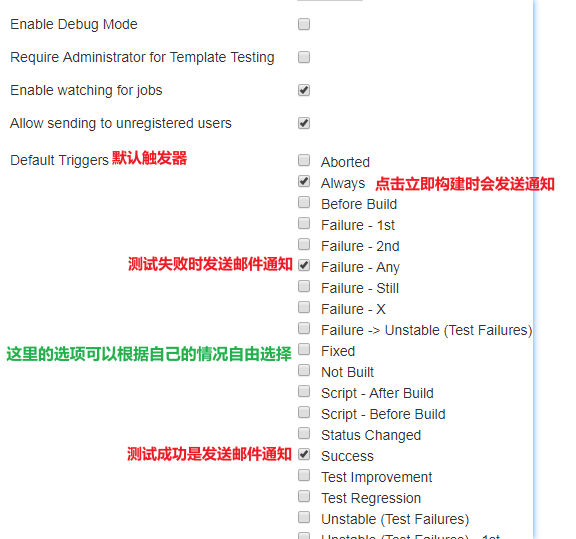 Enable Debug Mode
Require Administrator for Template Testing
Enable watching for jobs
Allow sending to unregistered users
Default Triggers 默认触发器
Aborted
Always 点击立即构建时会发送通知
Before Build
Failure - 1st
Failure - 2nd
测试失败时发送邮件通知 Failure - Any
Failure - Still
Failure - X
Failure -> Unstable (Test Failures)
这里的选项可以根据自己的情况自由选择 Fixed
Not Built
Script - After Build
Script - Before Build
Status Changed
测试成功是发送邮件通知 Success
Test Improvement
Test Regression
Unstable (Test Failures)
Unstable (Test Failures) - 1st